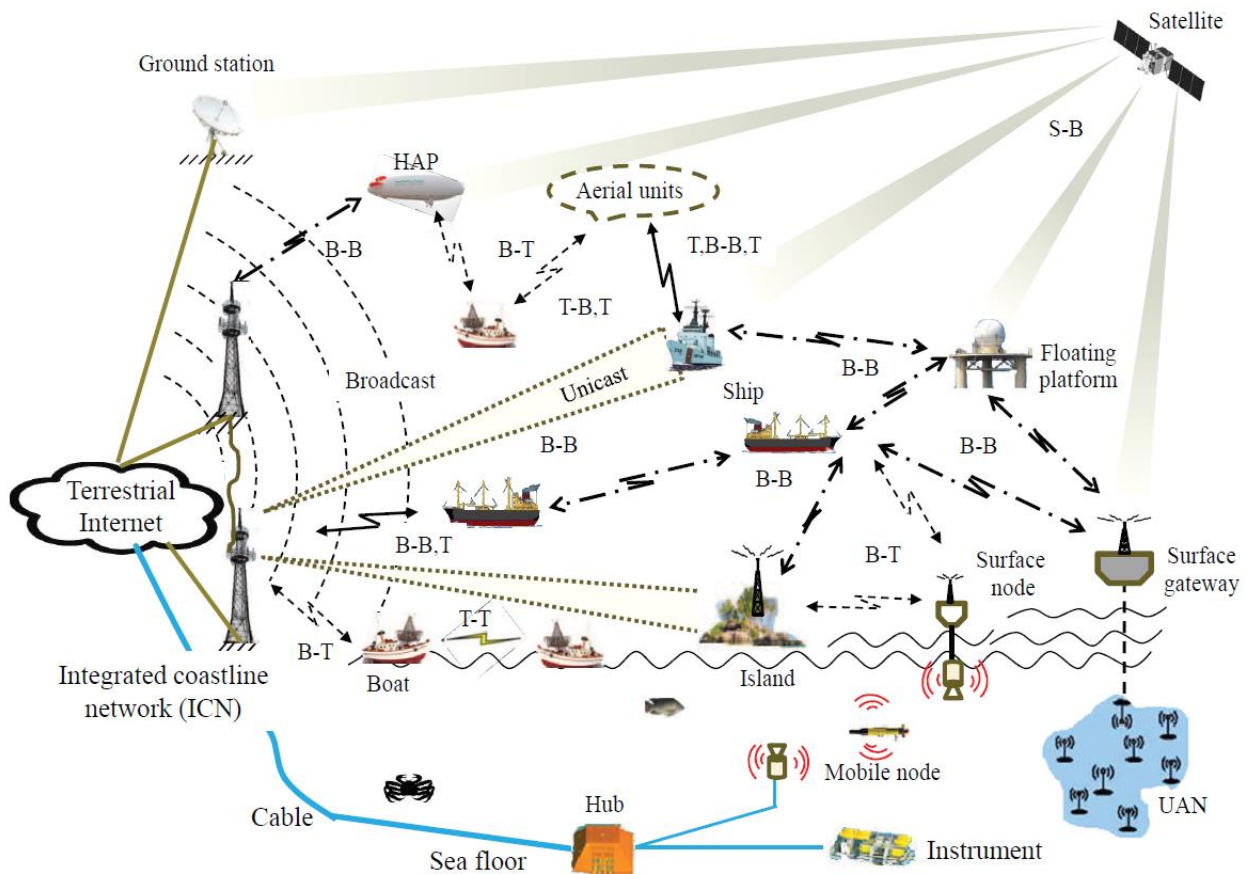 Satellite
Ground station
S-B
HAP
Aerial units
B-B
B-T
T,B-B,T
T-B,T
Broadcast
Unicast
Ship
B-B
Floating
platform
B-B
B-B
B-B
Terrestrial
Internet
B-B,T
B-T
Surface
node
Surface
gateway
T-T
B-T
Boat
Island
Integrated coastline
network (ICN)
Mobile node
UAN
Cable
Hub
Sea floor
Instrument